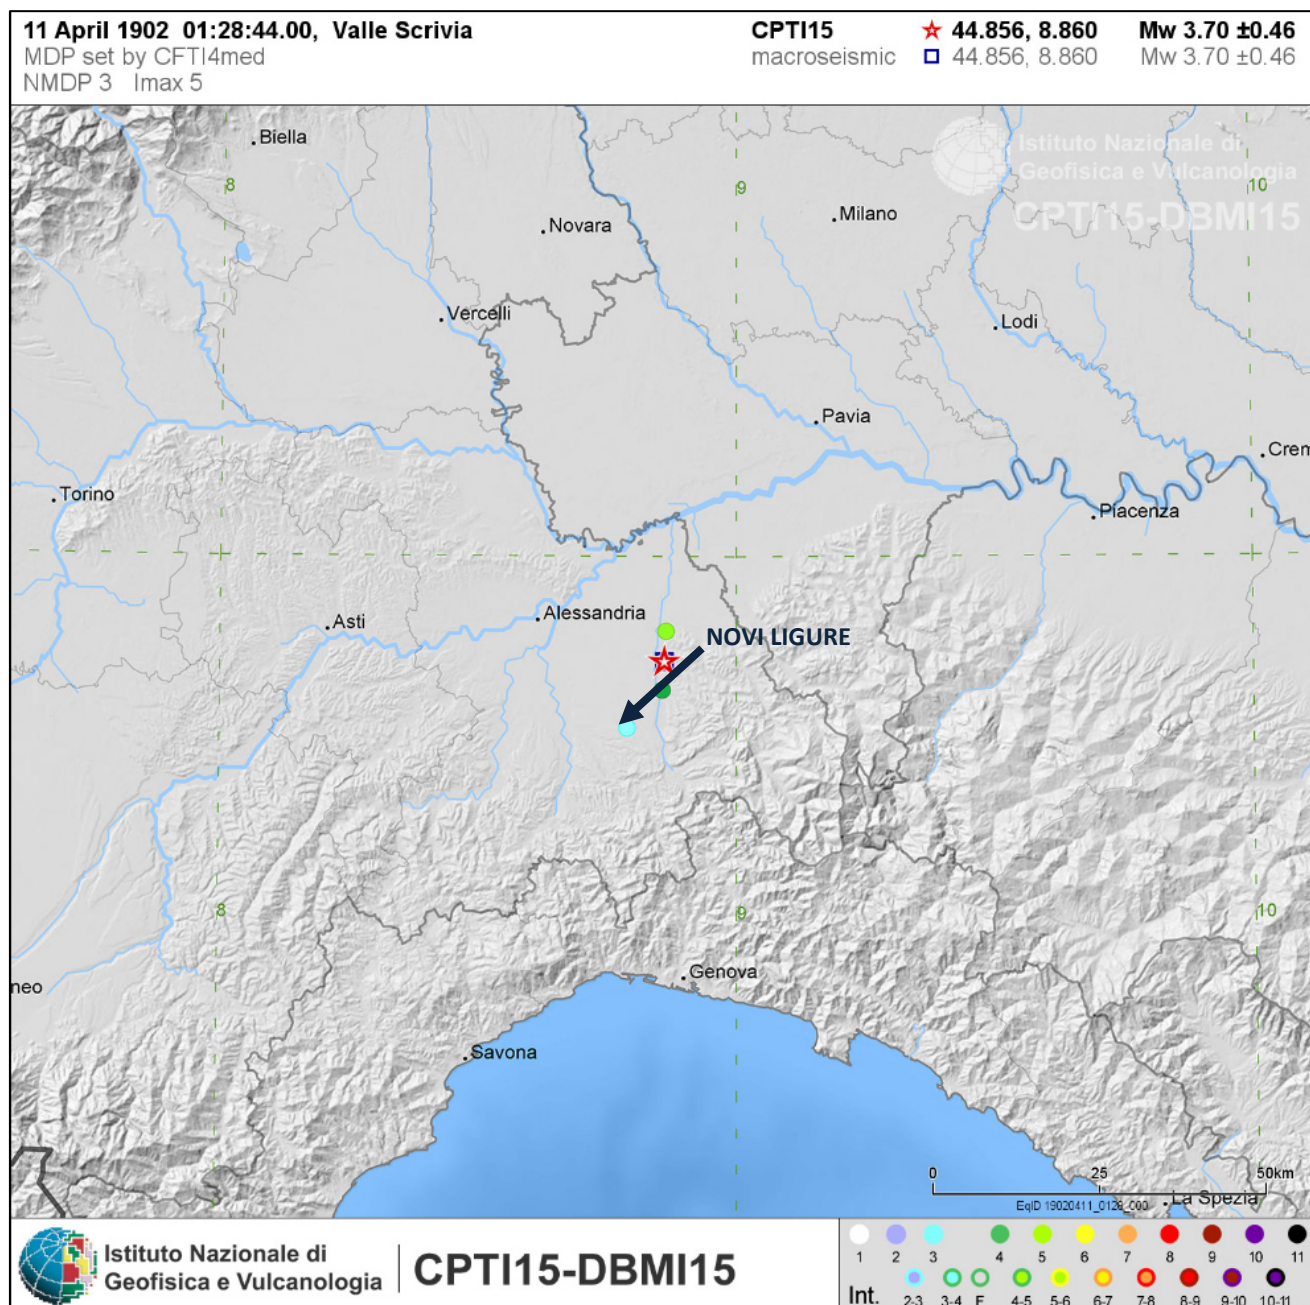 11 April 1902 01:28:44.00, Valle Scrivia
MDP set by CFTI4med
NMDP 3 Imax 5
CPTI15 44.856, 8.860 Mw 3.70 ±0.46
macroseismic 44.856, 8.860 Mw 3.70 ±0.46
Istituto Nazionale di
Geofisica e Vulcanologia
CPTI15-DBMI15
Biella
8
9
10
Novara
Milano
Vercelli
Lodi
Pavia
Crem
Torino
Piacenza
Asti
Alessandria
NOVI LIGURE
8
9
10
neo
Genova
Savona
0 25 50km
EqID 19020411_0128_000
La Spezia
Istituto Nazionale di
Geofisica e Vulcanologia
CPTI15-DBMI15
1 2 3 4 5 6 7 8 9 10 11
Int. 2-3 3-4 F 4-5 5-6 6-7 7-8 8-9 9-10 10-11